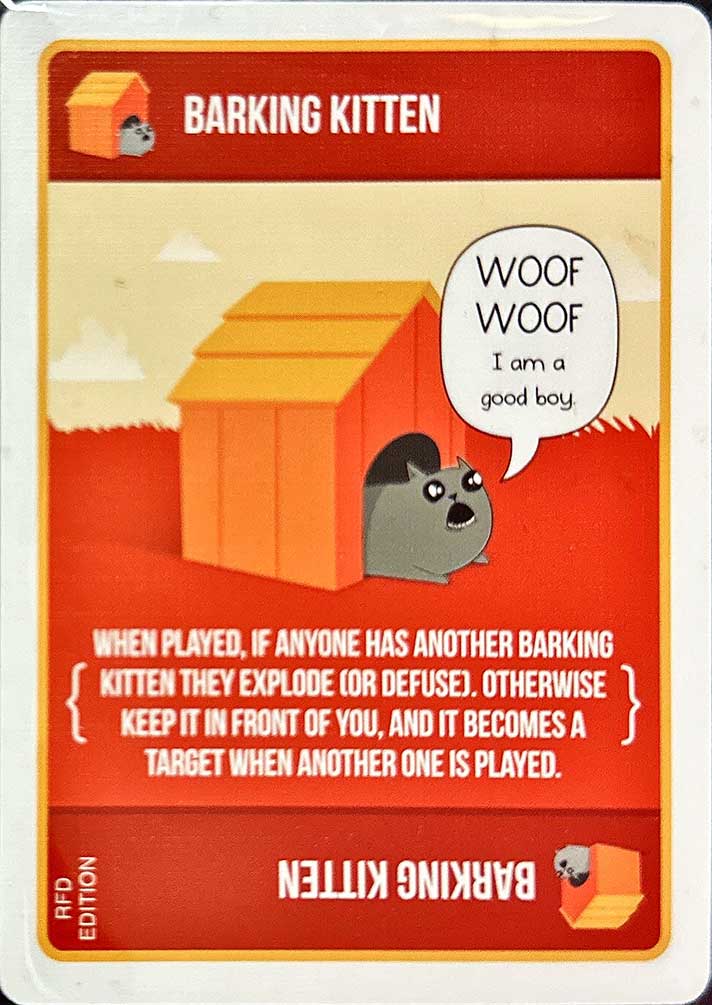 BARKING KITTEN
WOOF
WOOF
I am a
good boy.
WHEN PLAYED, IF ANYONE HAS ANOTHER BARKING
{ KITTEN THEY EXPLODE (OR DEFUSE). OTHERWISE }
KEEP IT IN FRONT OF YOU, AND IT BECOMES A
TARGET WHEN ANOTHER ONE IS PLAYED.
RFD
EDITION
BARKING KITTEN